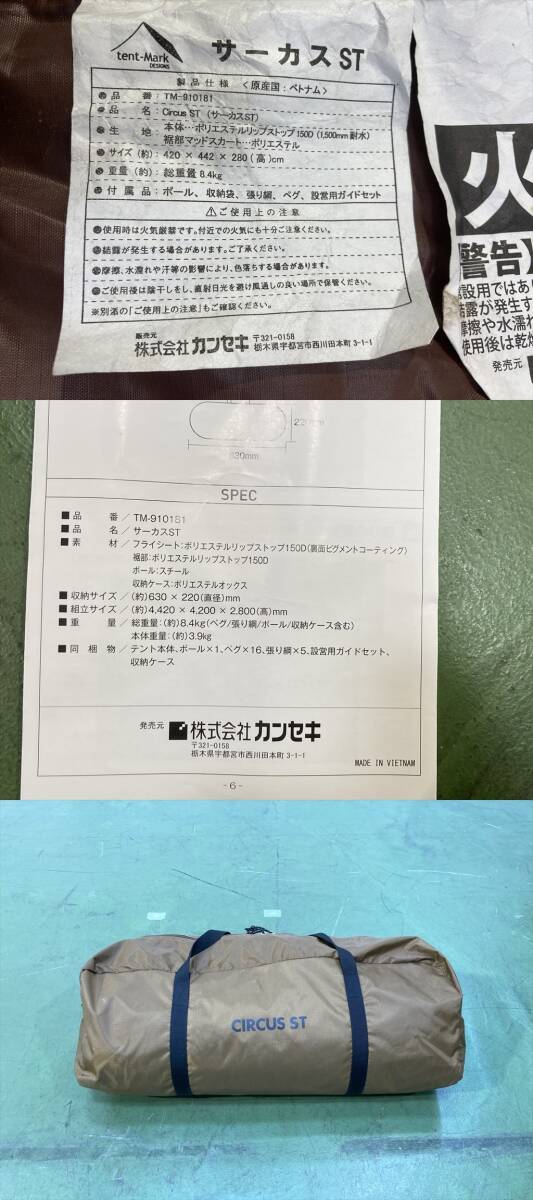 tent-Mark
DESIGNS
サーカス ST
製品仕様 〈原産国：ベトナム〉
●品 番：TM-910181
●品 名：Circus ST（サーカスST）
●生 地：本体…ポリエステルリップストップ150D（1,500mm耐水）
裾部マッドスカート…ポリエステル
●サイズ（約）：420 × 442 × 280（高）cm
●重量（約）：総重量8.4kg
●付属品：ポール、収納袋、張り綱、ペグ、設営用ガイドセット
⚠ご使用上の注意
●使用時は火気厳禁です。付近での火気にも十分ご注意ください。
●結露が発生する場合があります。ご了承ください。
●摩擦、水濡れや汗等の影響により、色落ちする場合があります。
●ご使用後は陰干しをし、直射日光を避け風通しの良い場所で保管ください。
※別添の「ご使用上の注意」もご確認ください。
販売元
株式会社 カンセキ 〒321-0158
栃木県宇都宮市西川田本町3-1-1
火
【警告】
設用ではあ
結露が発生す
摩擦や水濡れ
使用後は乾燥
発売元
630mm
SPEC
■品 番／TM-910181
■品 名／サーカスST
■素 材／フライシート：ポリエステルリップストップ150D（裏面ピグメントコーティング）
裾部：ポリエステルリップストップ150D
ポール：スチール
収納ケース：ポリエステルオックス
■収納サイズ／（約）630 × 220（直径）mm
■組立サイズ／（約）4,420 × 4,200 × 2,800（高）mm
■重 量／総重量：（約）8.4kg（ペグ/張り綱/ポール/収納ケース含む）
本体重量：（約）3.9kg
■同 梱 物／テント本体、ポール×1、ペグ×16、張り綱×5、設営用ガイドセット、
収納ケース
発売元 株式会社 カンセキ
〒321-0158
栃木県宇都宮市西川田本町 3-1-1
MADE IN VIETNAM
-6-
CIRCUS ST